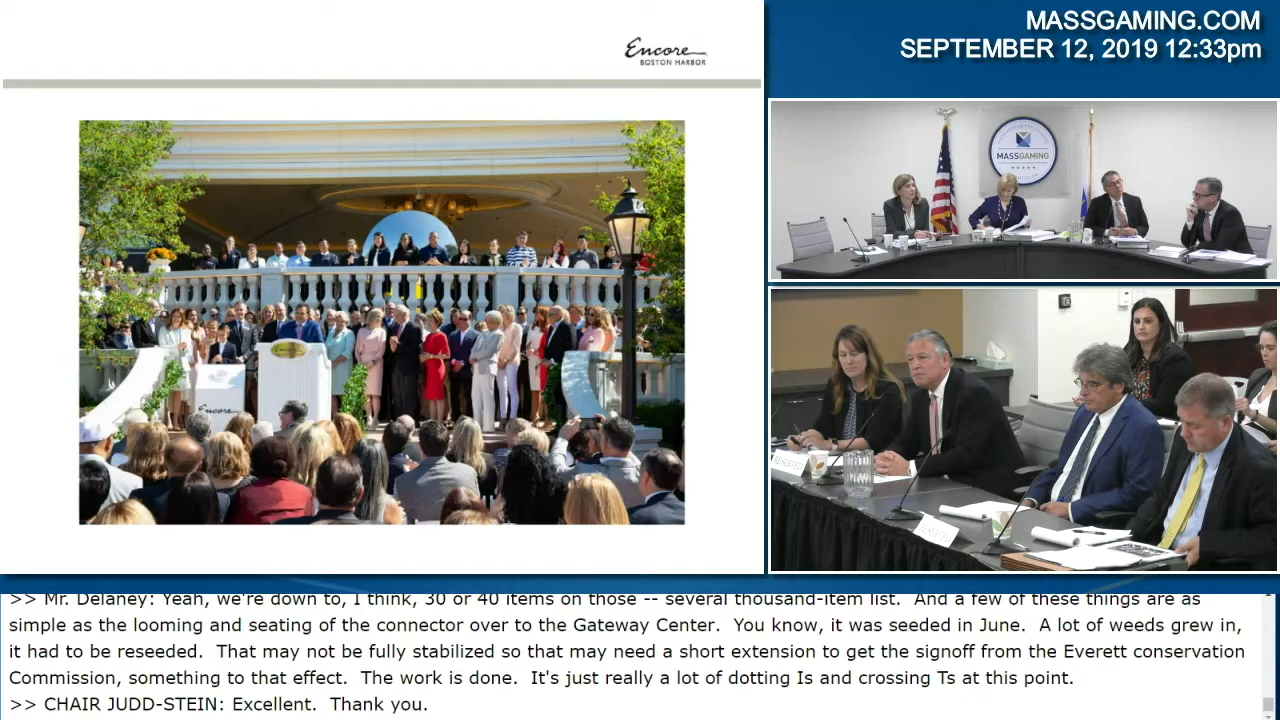 Encore
BOSTON HARBOR
MASSGAMING.COM
SEPTEMBER 12, 2019 12:33pm
MASSGAMING
Encore
RESERVED
RESERVED
>> Mr. Delaney: Yeah, we're down to, I think, 30 or 40 items on those -- several thousand-item list. And a few of these things are as
simple as the looming and seating of the connector over to the Gateway Center. You know, it was seeded in June. A lot of weeds grew in,
it had to be reseeded. That may not be fully stabilized so that may need a short extension to get the signoff from the Everett conservation
Commission, something to that effect. The work is done. It's just really a lot of dotting Is and crossing Ts at this point.
>> CHAIR JUDD-STEIN: Excellent. Thank you.